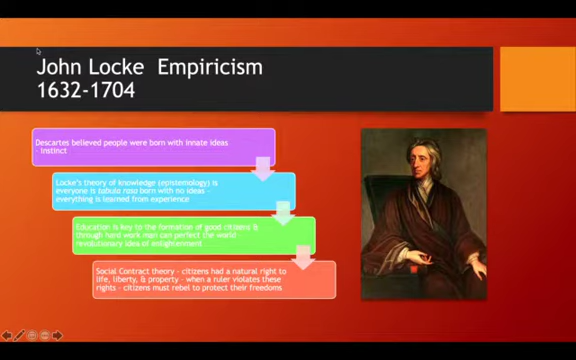 John Locke Empiricism
1632-1704
Descartes believed people were born with innate ideas
- instinct
Locke's theory of knowledge (epistemology) is
everyone is tabula rosa born with no ideas -
everything is learned from experience
Education is key to the formation of good citizens &
through hard work man can perfect the world -
revolutionary idea of enlightenment
Social Contract theory - citizens had a natural right to
life, liberty, & property - when a ruler violates these
rights - citizens must rebel to protect their freedoms